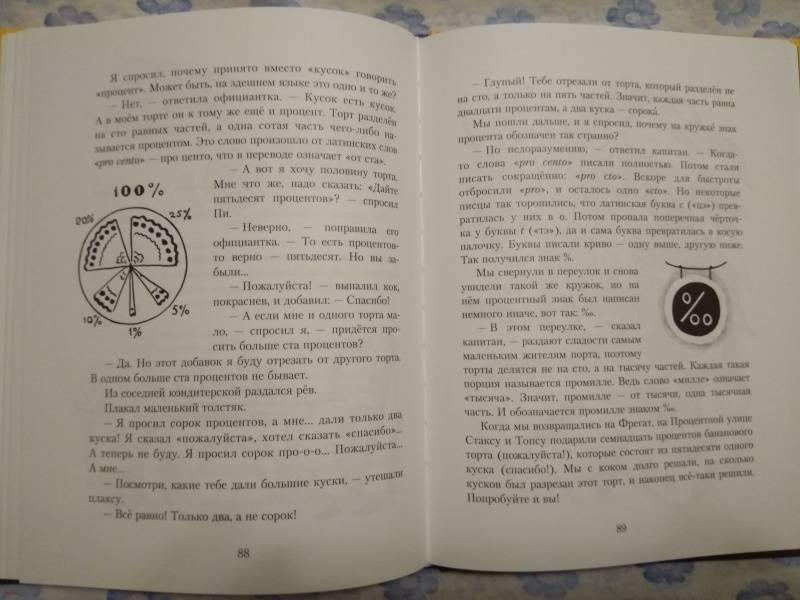 Я спросил, почему принято вместо «кусок» говорить
«процент». Может быть, на здешнем языке это одно и то же?
— Нет, — ответила официантка. — Кусок есть кусок.
А в моём торте он к тому же ещё и процент. Торт разделён
на сто равных частей, а одна сотая часть чего-либо на-
зывается процентом. Это слово произошло от латинских слов
«pro cento» — про центо, что в переводе означает «от ста».
— А вот я хочу половину торта.
Мне что же, надо сказать: «Дайте
пятьдесят процентов»? — спросил
Пи.
— Неверно, — поправила его
официантка. — То есть процентов-
то верно — пятьдесят. Но вы за-
были...
— Пожалуйста! — выпалил кок,
покраснев, и добавил: — Спасибо!
— А если мне и одного торта ма-
ло, — спросил я, — придётся про-
сить больше ста процентов?
100%
20%
25%
10%
1%
5%
— Да. Но этот добавок я буду отрезать от другого торта.
В одном больше ста процентов не бывает.
Из соседней кондитерской раздался рёв.
Плакал маленький толстяк.
— Я просил сорок процентов, а мне... дали только два
куска! Я сказал «пожалуйста», хотел сказать «спасибо»...
А теперь не буду. Я просил сорок про-о-о... Пожалуйста...
А мне...
— Посмотри, какие тебе дали большие куски, — утешали
плаксу.
— Всё равно! Только два, а не сорок!
88
— Глупый! Тебе отрезали от торта, который разделён не
на сто, а только на пять частей. Значит, каждая часть равна
двадцати процентам, а два куска — сорока́.
Мы пошли дальше, и я спросил, почему на кружке знак
процента обозначен так странно?
— По недоразумению, — ответил капитан. — Когда-
то слова «pro cento» писали полностью. Потом стали
писать сокращённо: «pro cto». Вскоре для быстроты
отбросили «pro», и осталось одно «cto». Но некоторые
писцы так торопились, что латинская буква c («цэ») прев-
ратилась у них в o. Потом пропала поперечная чёрточ-
ка у буквы t («тэ»), да и сама буква превратилась в косую
палочку. Буквы писали криво — одну выше, другую ниже.
Так получился знак %.
Мы свернули в переулок и снова
увидели такой же кружок, но на
нём процентный знак был написан
немного иначе, вот так: ‰.
— В этом переулке, — сказал
капитан, — раздают сладости самым
маленьким жителям порта, поэтому
‰
торты делятся не на сто, а на тысячу частей. Каждая такая
порция называется промилле. Ведь слово «милле» означает
«тысяча». Значит, промилле — от тысячи, одна тысячная
часть. И обозначается промилле знаком ‰.
Когда мы возвращались на Фрегат, на Процентной улице
Стаксу и Топсу подарили семнадцать процентов бананового
торта (пожалуйста!), которые состоят из пятидесяти одного
куска (спасибо!). Мы с коком долго решали, на сколько
кусков был разрезан этот торт, и наконец всё-таки решили.
Попробуйте и вы!
89